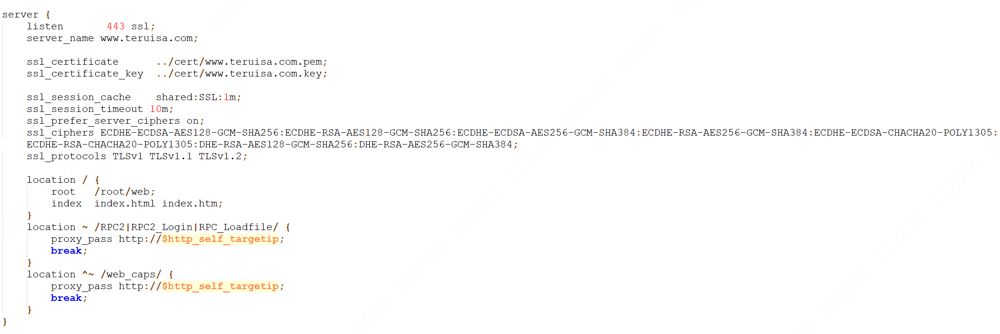 server {
    listen       443 ssl;
    server_name www.teruisa.com;

    ssl_certificate      ../cert/www.teruisa.com.pem;
    ssl_certificate_key  ../cert/www.teruisa.com.key;

    ssl_session_cache    shared:SSL:1m;
    ssl_session_timeout 10m;
    ssl_prefer_server_ciphers on;
    ssl_ciphers ECDHE-ECDSA-AES128-GCM-SHA256:ECDHE-RSA-AES128-GCM-SHA256:ECDHE-ECDSA-AES256-GCM-SHA384:ECDHE-RSA-AES256-GCM-SHA384:ECDHE-ECDSA-CHACHA20-POLY1305:
    ECDHE-RSA-CHACHA20-POLY1305:DHE-RSA-AES128-GCM-SHA256:DHE-RSA-AES256-GCM-SHA384;
    ssl_protocols TLSv1 TLSv1.1 TLSv1.2;

    location / {
        root   /root/web;
        index  index.html index.htm;
    }
    location ~ /RPC2|RPC2_Login|RPC_Loadfile/ {
        proxy_pass http://$http_self_targetip;
        break;
    }
    location ^~ /web_caps/ {
        proxy_pass http://$http_self_targetip;
        break;
    }
}